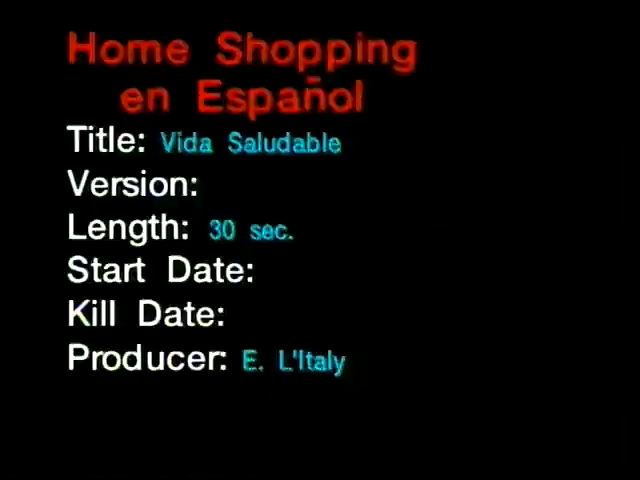 Home Shopping
en Español
Title: Vida Saludable
Version:
Length: 30 sec.
Start Date:
Kill Date:
Producer: E. L'Italy